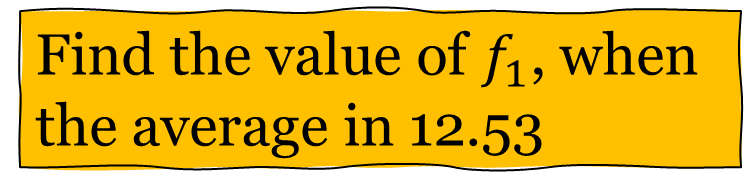 Find the value of f₁, when
the average in 12.53